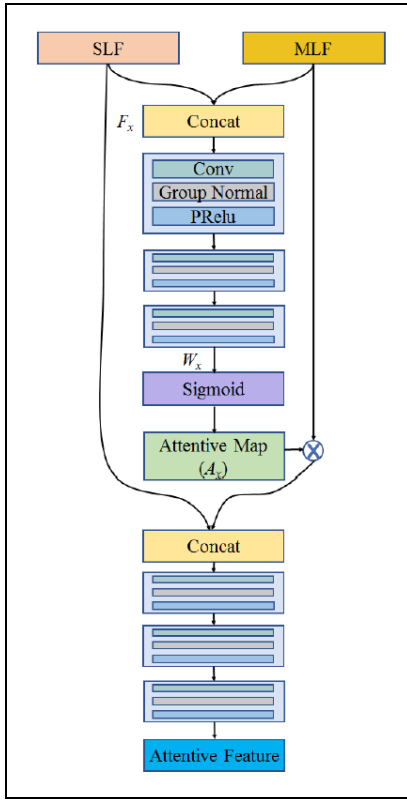 SLF
MLF
F_x
Concat
Conv
Group Normal
PRelu
W_x
Sigmoid
Attentive Map
(A_x)
Concat
Attentive Feature